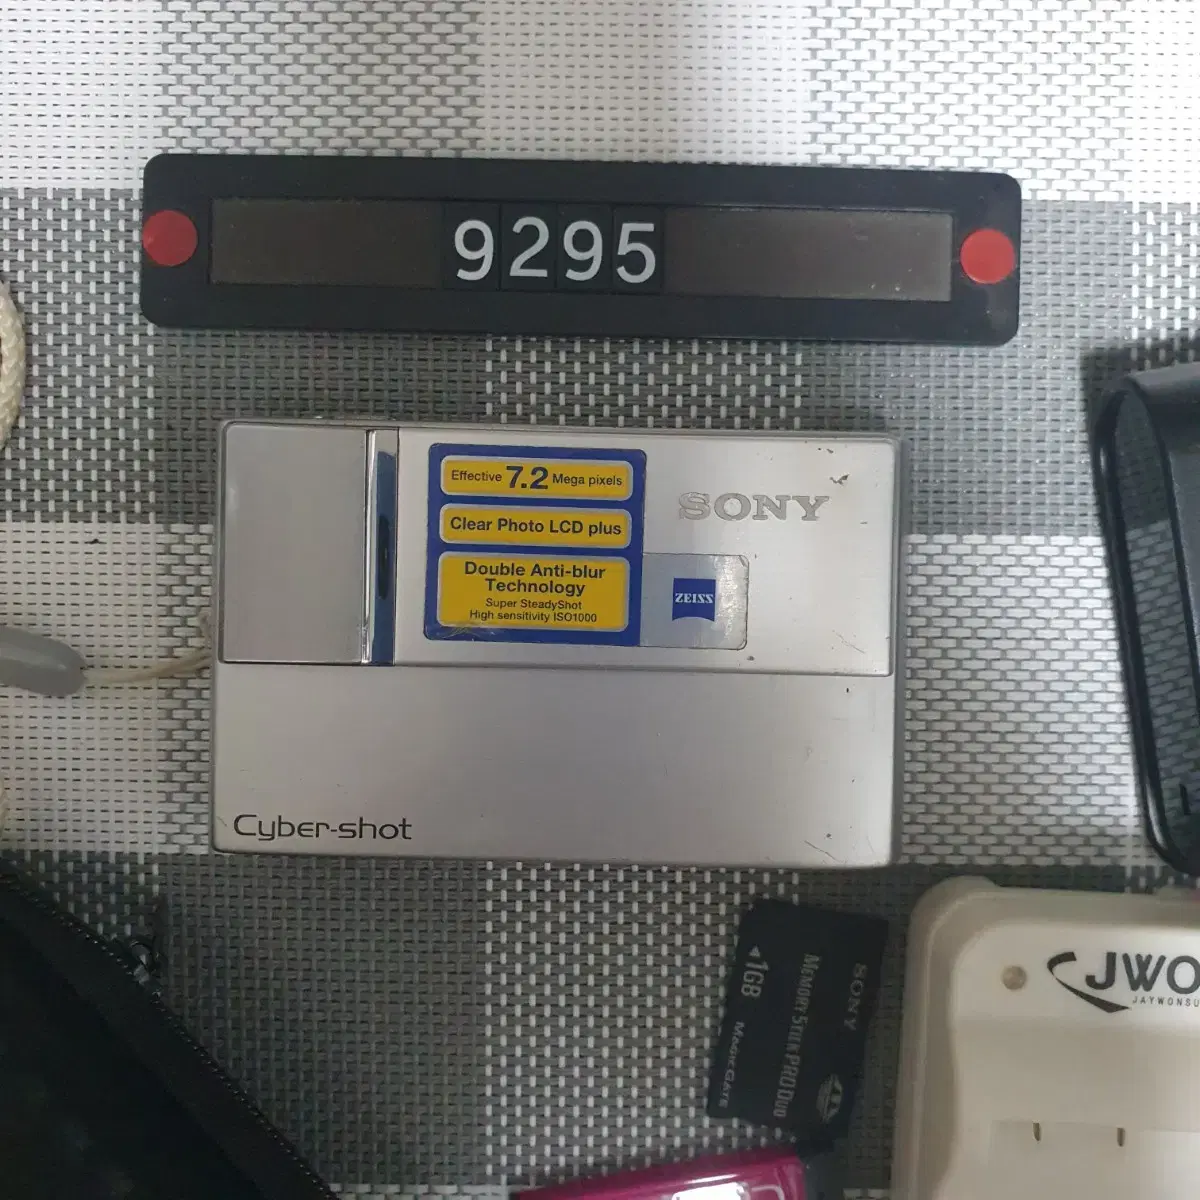 9295
Effective 7.2 Mega pixels
Clear Photo LCD plus
Double Anti-blur
Technology
Super SteadyShot
High sensitivity ISO1000
SONY
ZEISS
Cyber-shot
SONY
MEMORY STICK PRO DUO
1GB MAGICGATE
JWO
JAYWONSU